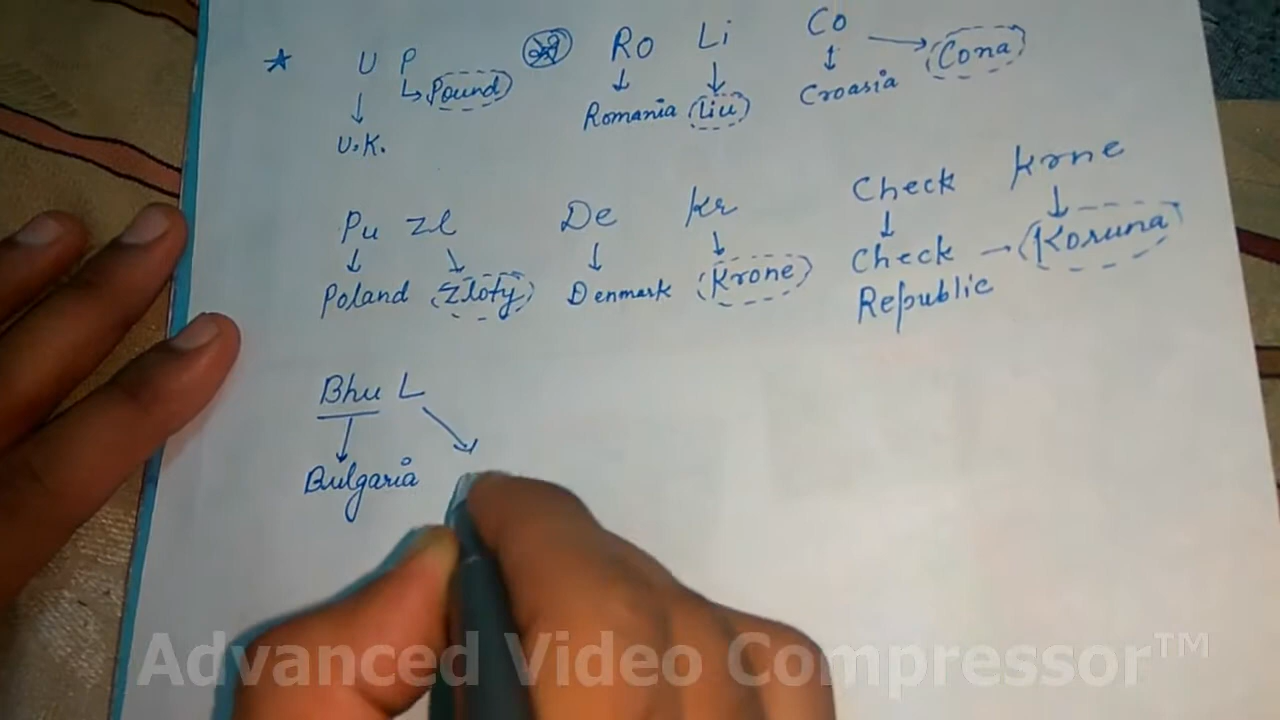 * U P Ro Li Co → Cona
Pound
Romania Liu Croasia
U.K.
Pu zl De Kr Check Krne
Poland Zloty Denmark Krone Check → Koruna
Republic
Bhu L
Bulgaria
Advanced Video Compressor™